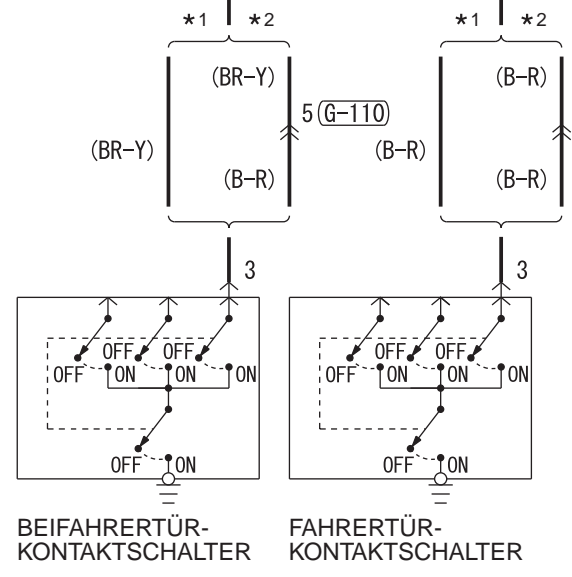 *1 *2 *1 *2
(BR-Y) (B-R)
5 (G-110)
(BR-Y) (B-R)
(B-R) (B-R)
3 3
OFF OFF OFF OFF
OFF ON ON ON OFF ON ON ON
OFF ON OFF ON
BEIFAHRERTÜR- FAHRERTÜR-
KONTAKTSCHALTER KONTAKTSCHALTER